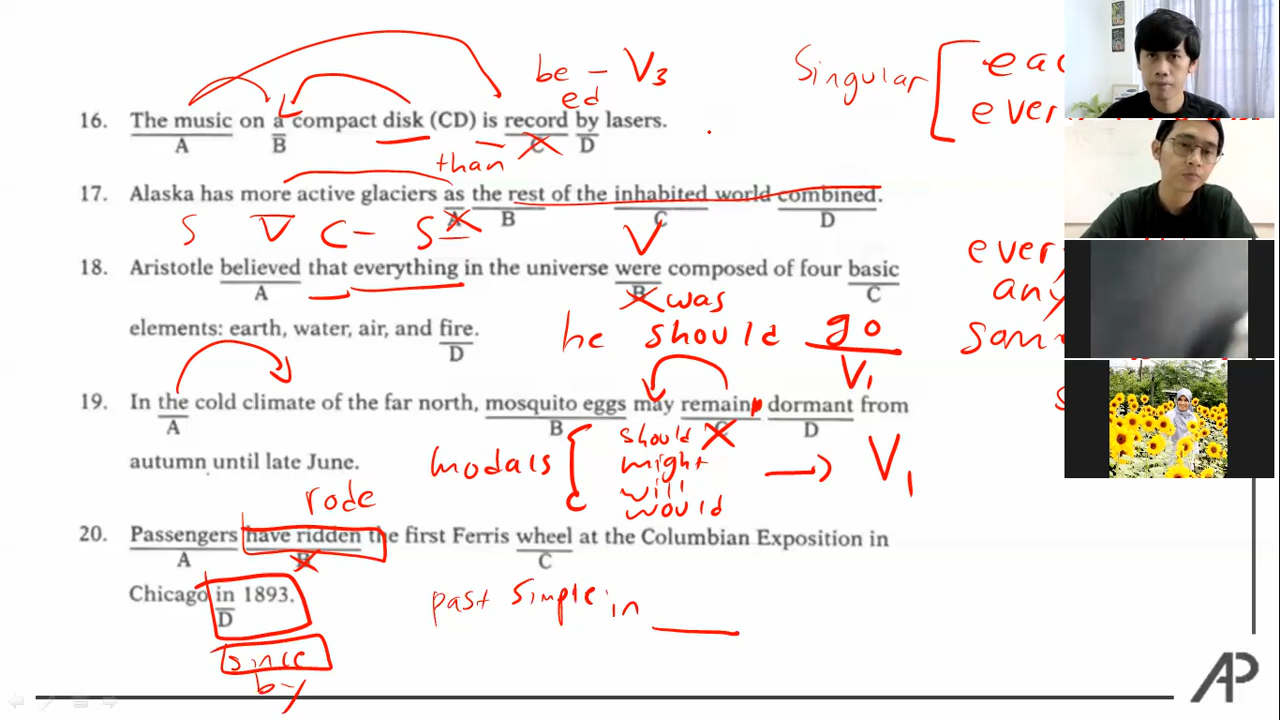 be - V3
ed
Singular
16. The music on a compact disk (CD) is record by lasers.
A B C D
than
17. Alaska has more active glaciers as the rest of the inhabited world combined.
A B C D
S V C - S V
18. Aristotle believed that everything in the universe were composed of four basic
A B C
was
elements: earth, water, air, and fire.
D
he should go
V1
19. In the cold climate of the far north, mosquito eggs may remain dormant from
A B C D
autumn until late June.
modals
should
might
will
would
V1
rode
20. Passengers have ridden the first Ferris wheel at the Columbian Exposition in
A B C
Chicago in 1893.
D
past simple in
since
by
AP